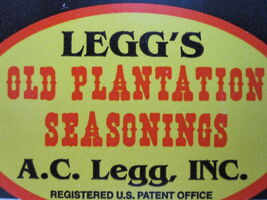 LEGG'S
OLD PLANTATION
SEASONINGS
A.C. LEGG, INC.
REGISTERED U.S. PATENT OFFICE